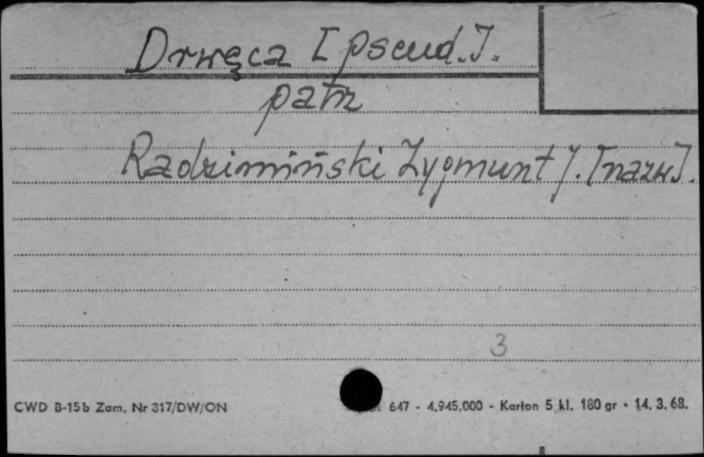 Drwęca [pseud.].
patrz
Radzimiński Zygmunt J. [nazw].
3
CWD B-15b Zam. Nr 317/DW/ON 647 - 4.945.000 - Karton 5 kl. 180 gr - 14. 3. 68.